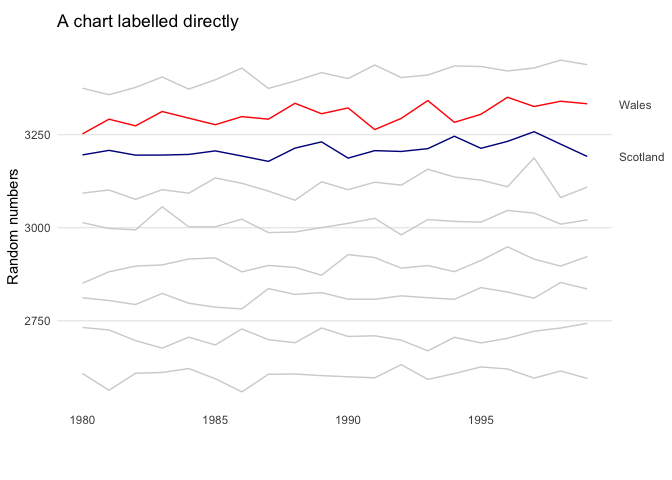 A chart labelled directly
Wales
3250
Scotland
3000
2750
Random numbers
1980 1985 1990 1995